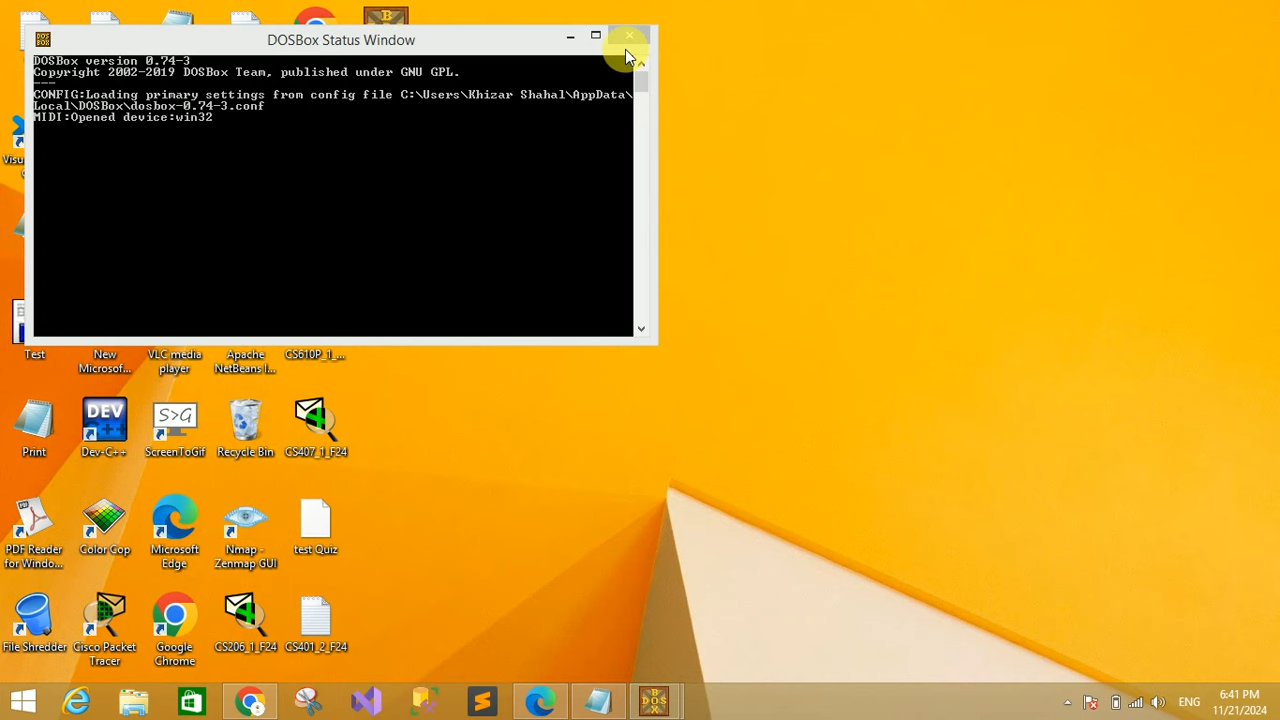 DOSBox Status Window
DOSBox version 0.74-3
Copyright 2002-2019 DOSBox Team, published under GNU GPL.
---
CONFIG:Loading primary settings from config file C:\Users\Khizar Shahal\AppData\
Local\DOSBox\dosbox-0.74-3.conf
MIDI:Opened device:win32
Test
New Microsof...
VLC media player
Apache NetBeans I...
CS610P_1_...
Print
DEV
Dev-C++
S>G
ScreenToGif
Recycle Bin
CS407_1_F24
PDF Reader for Windo...
Color Cop
Microsoft Edge
Nmap - Zenmap GUI
test Quiz
File Shredder
Cisco Packet Tracer
Google Chrome
CS206_1_F24
CS401_2_F24
ENG
6:41 PM
11/21/2024